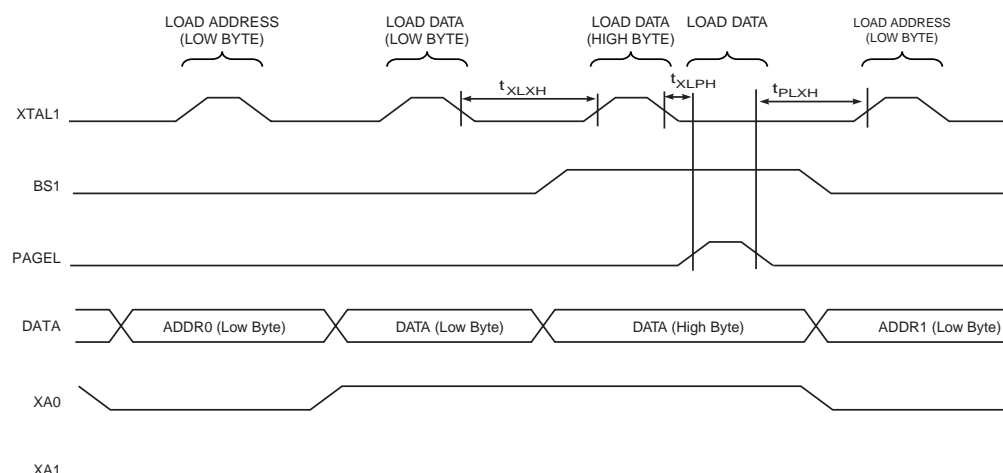 LOAD ADDRESS
(LOW BYTE)
LOAD DATA
(LOW BYTE)
LOAD DATA
(HIGH BYTE)
LOAD DATA
LOAD ADDRESS
(LOW BYTE)
XTAL1
tXLXH
tXLPH
tPLXH
BS1
PAGEL
DATA
ADDR0 (Low Byte)
DATA (Low Byte)
DATA (High Byte)
ADDR1 (Low Byte)
XA0
XA1